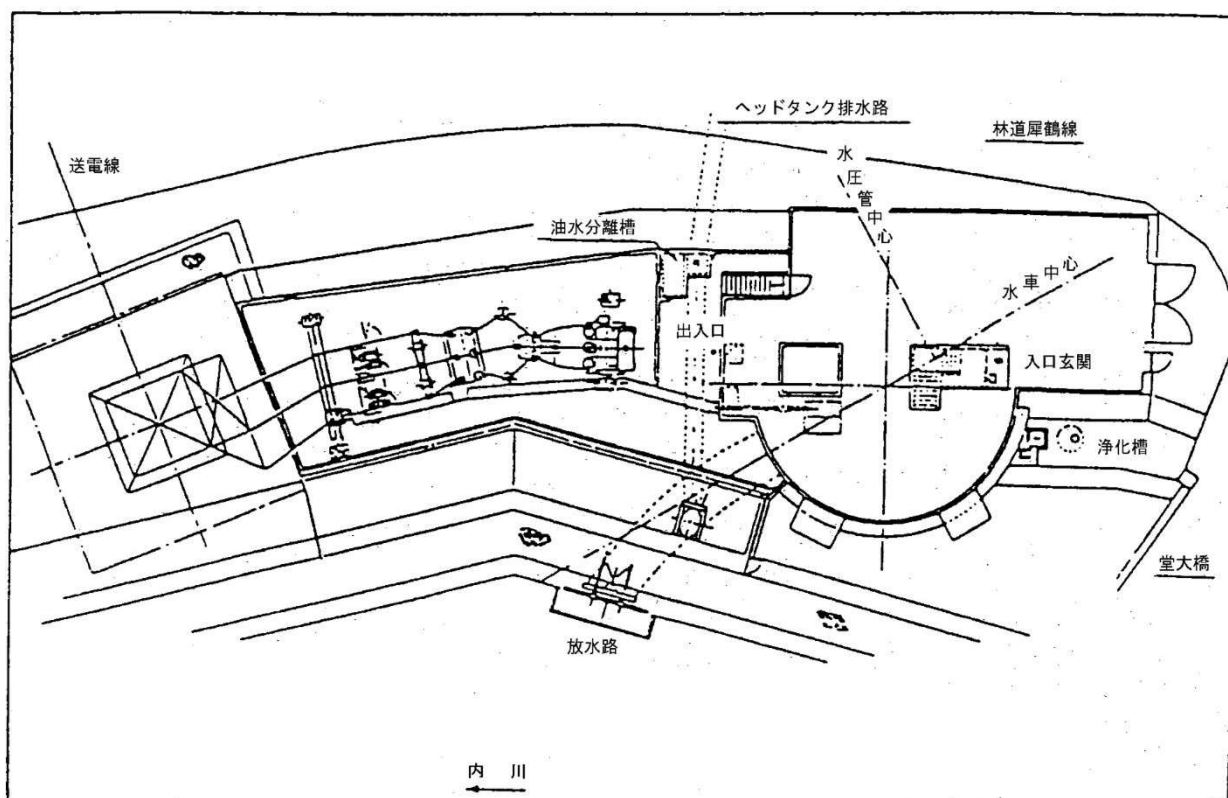 ヘッドタンク排水路
林道犀鶴線
送電線
水圧管中心
油水分離槽
水車中心
出入口
入口玄関
浄化槽
堂大橋
放水路
内川